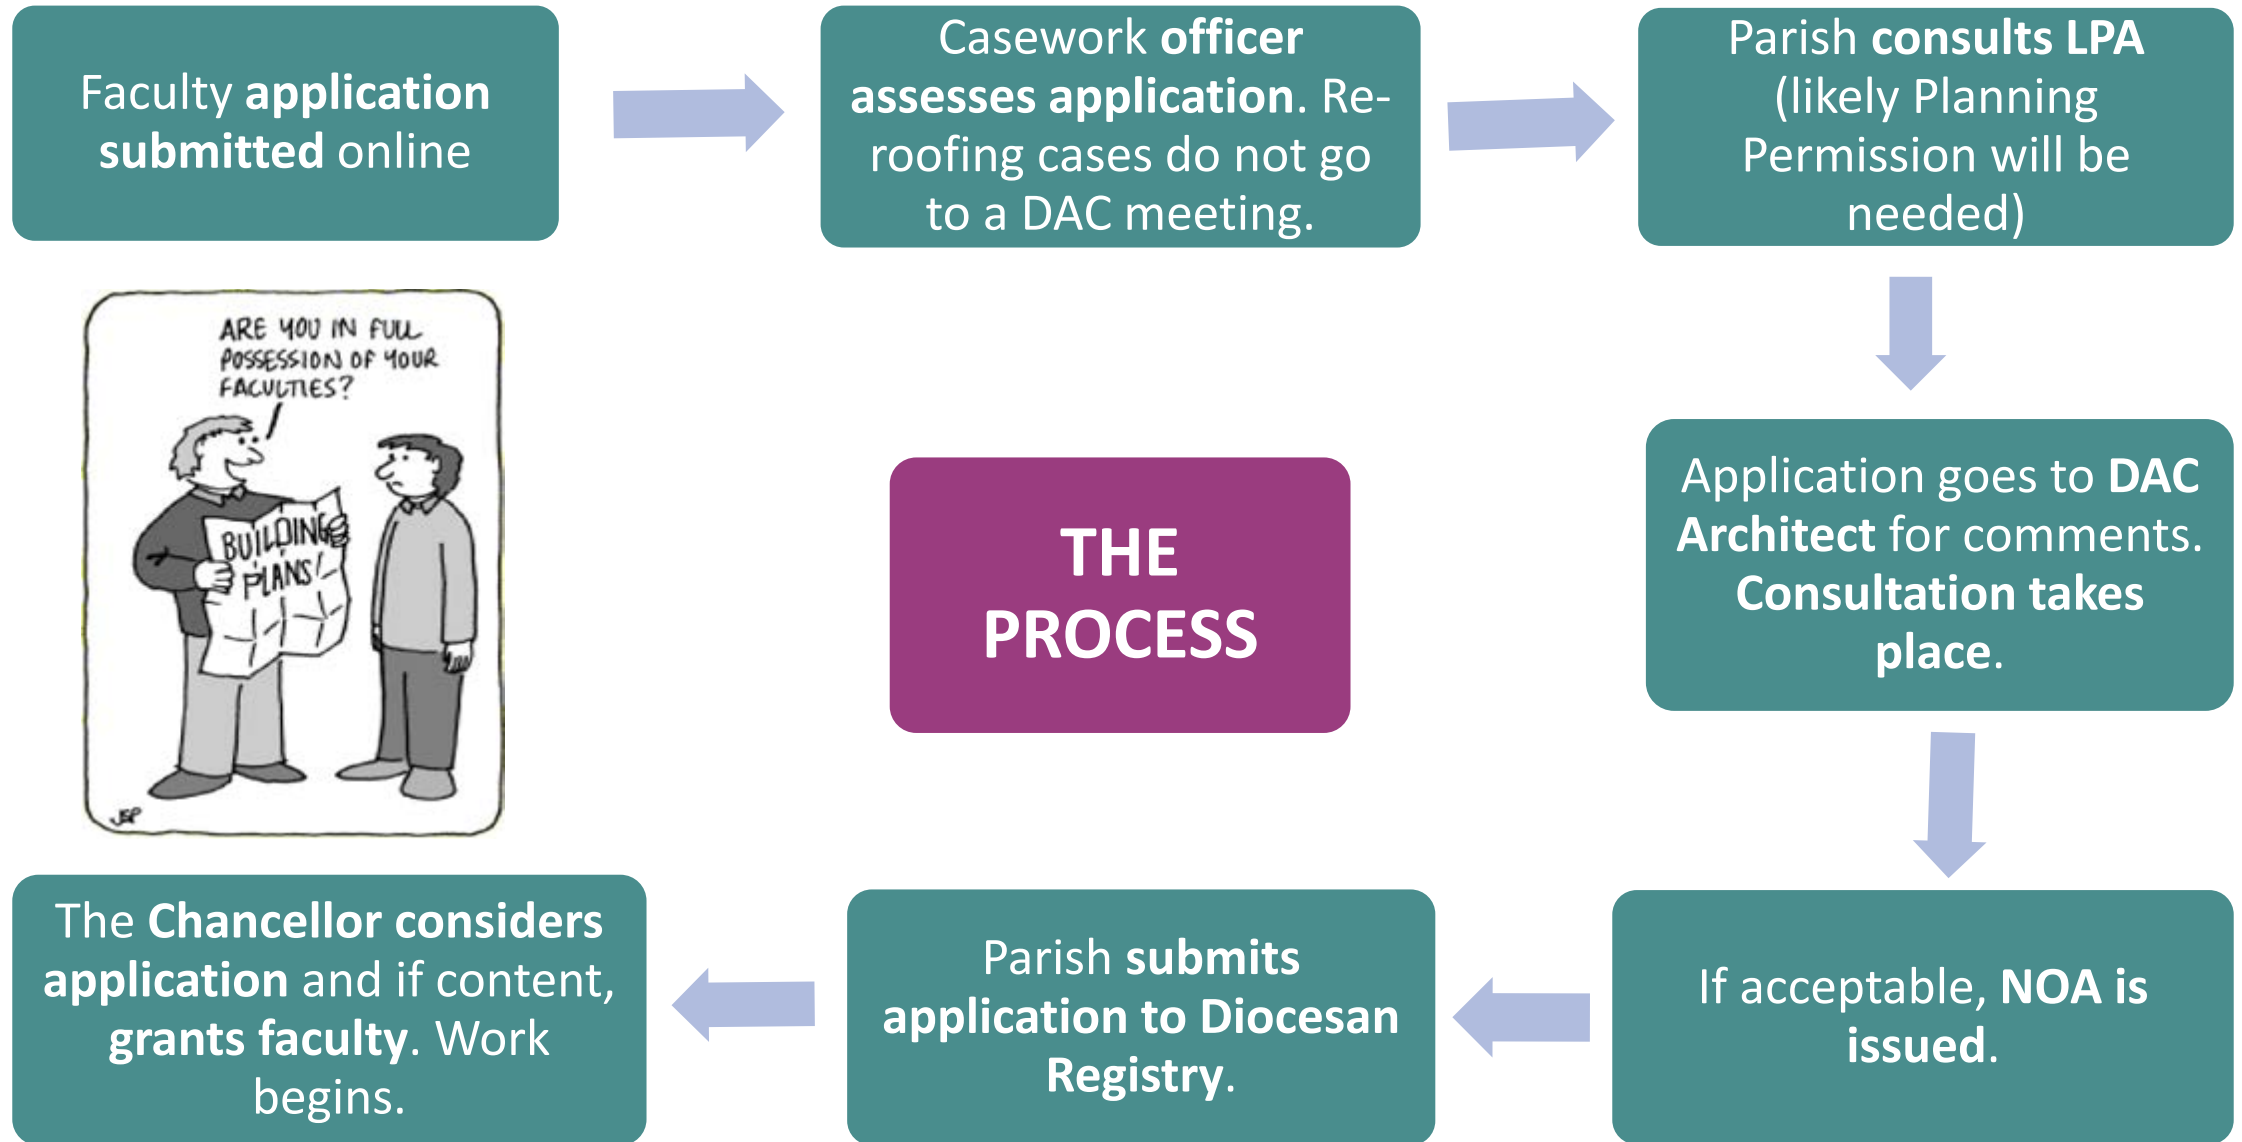 Faculty application
submitted online
Casework officer
assesses application. Re-
roofing cases do not go
to a DAC meeting.
Parish consults LPA
(likely Planning
Permission will be
needed)
ARE YOU IN FULL
POSSESSION OF YOUR
FACULTIES?
BUILDING
PLANS
JSP
THE
PROCESS
Application goes to DAC
Architect for comments.
Consultation takes
place.
If acceptable, NOA is
issued.
Parish submits
application to Diocesan
Registry.
The Chancellor considers
application and if content,
grants faculty. Work
begins.